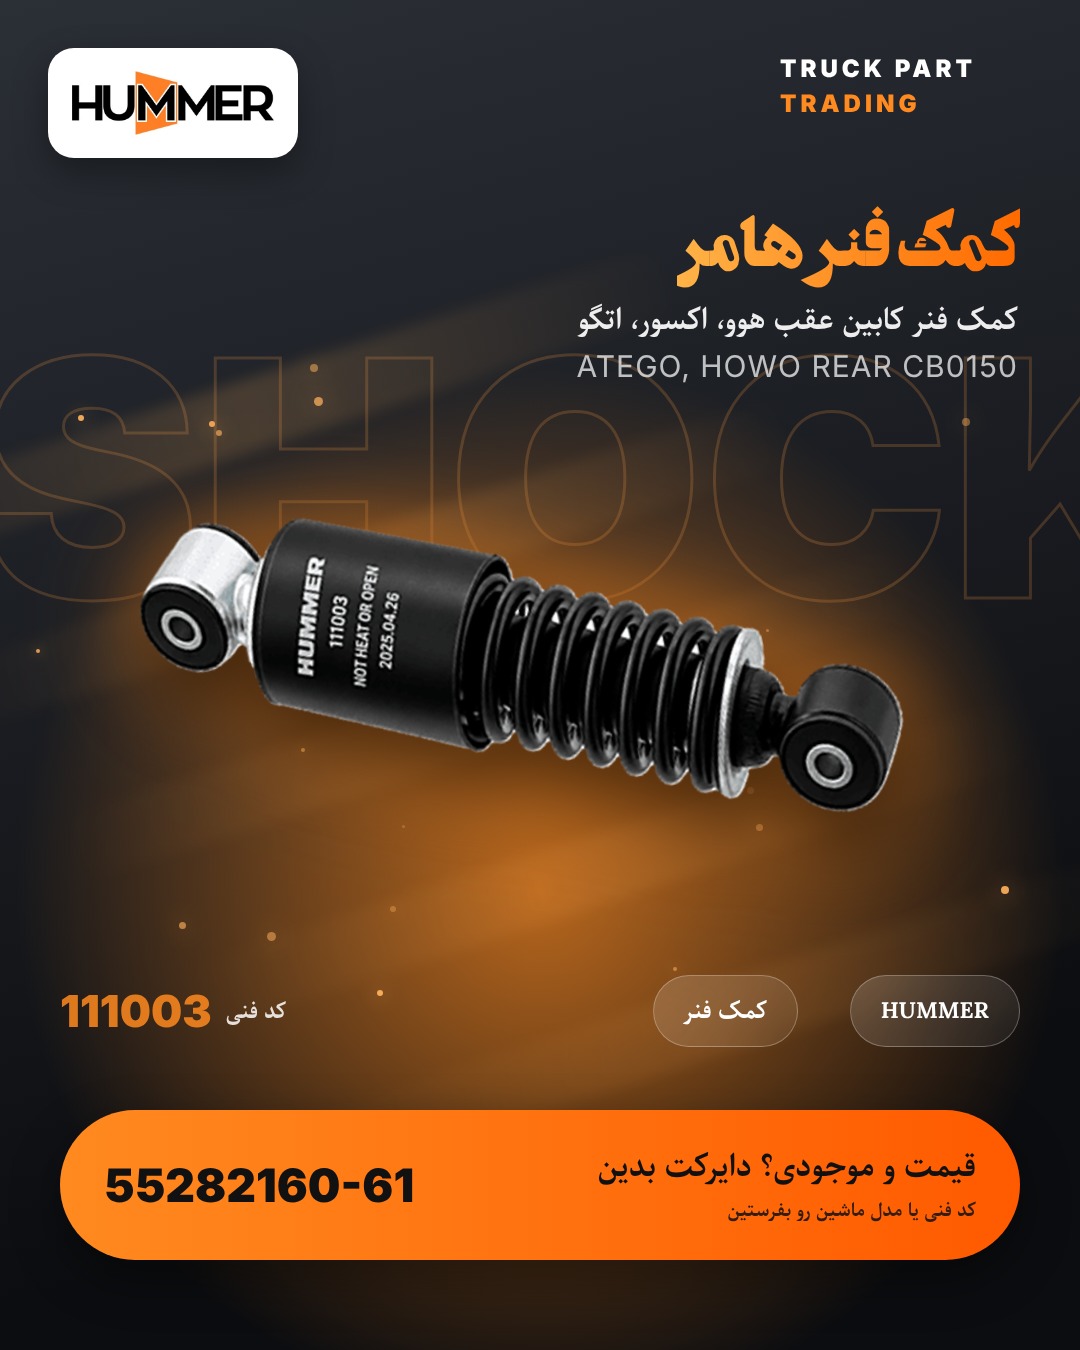 HUMMER
TRUCK PART
TRADING
کمک فنر هامر
کمک فنر کابین عقب هوو، اکسور، اتگو
ATEGO, HOWO REAR CB0150
SHOCK
HUMMER
111003
NOT HEAT OR OPEN
2025.04.26
111003 کد فنی
کمک فنر
HUMMER
قیمت و موجودی؟ دایرکت بدین
کد فنی یا مدل ماشین رو بفرستین
55282160-61